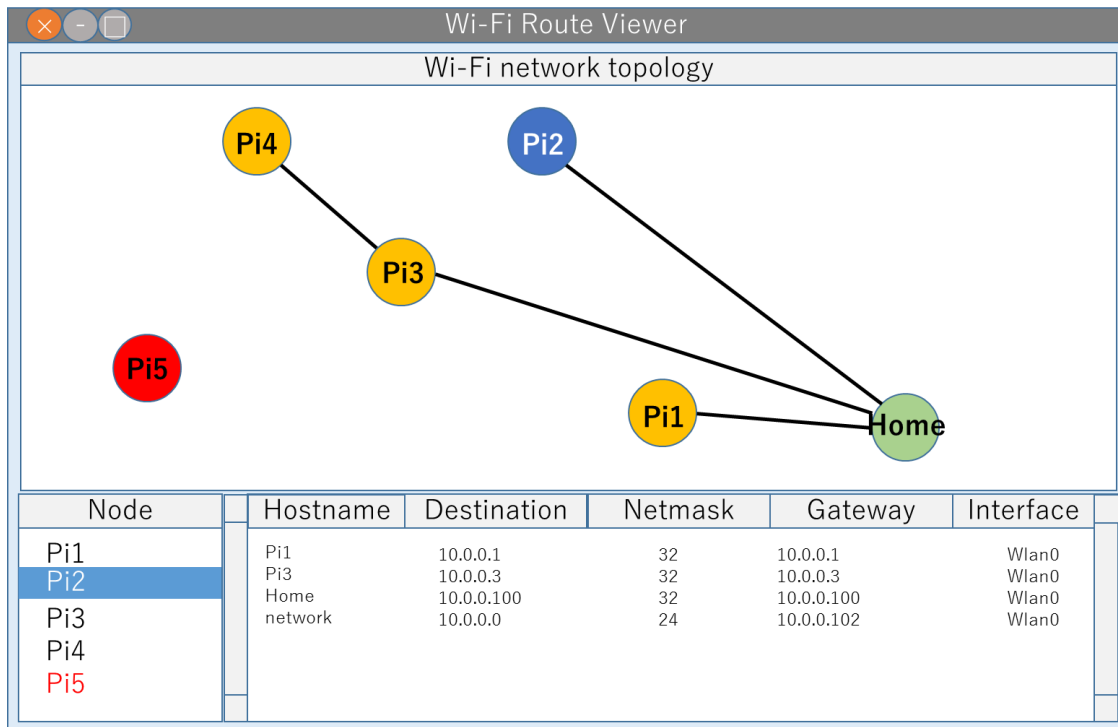 Wi-Fi Route Viewer
Wi-Fi network topology
Pi4
Pi2
Pi3
Pi5
Pi1
Home
Node
Pi1
Pi2
Pi3
Pi4
Pi5
Hostname Destination Netmask Gateway Interface
Pi1 10.0.0.1 32 10.0.0.1 Wlan0
Pi3 10.0.0.3 32 10.0.0.3 Wlan0
Home 10.0.0.100 32 10.0.0.100 Wlan0
network 10.0.0.0 24 10.0.0.102 Wlan0